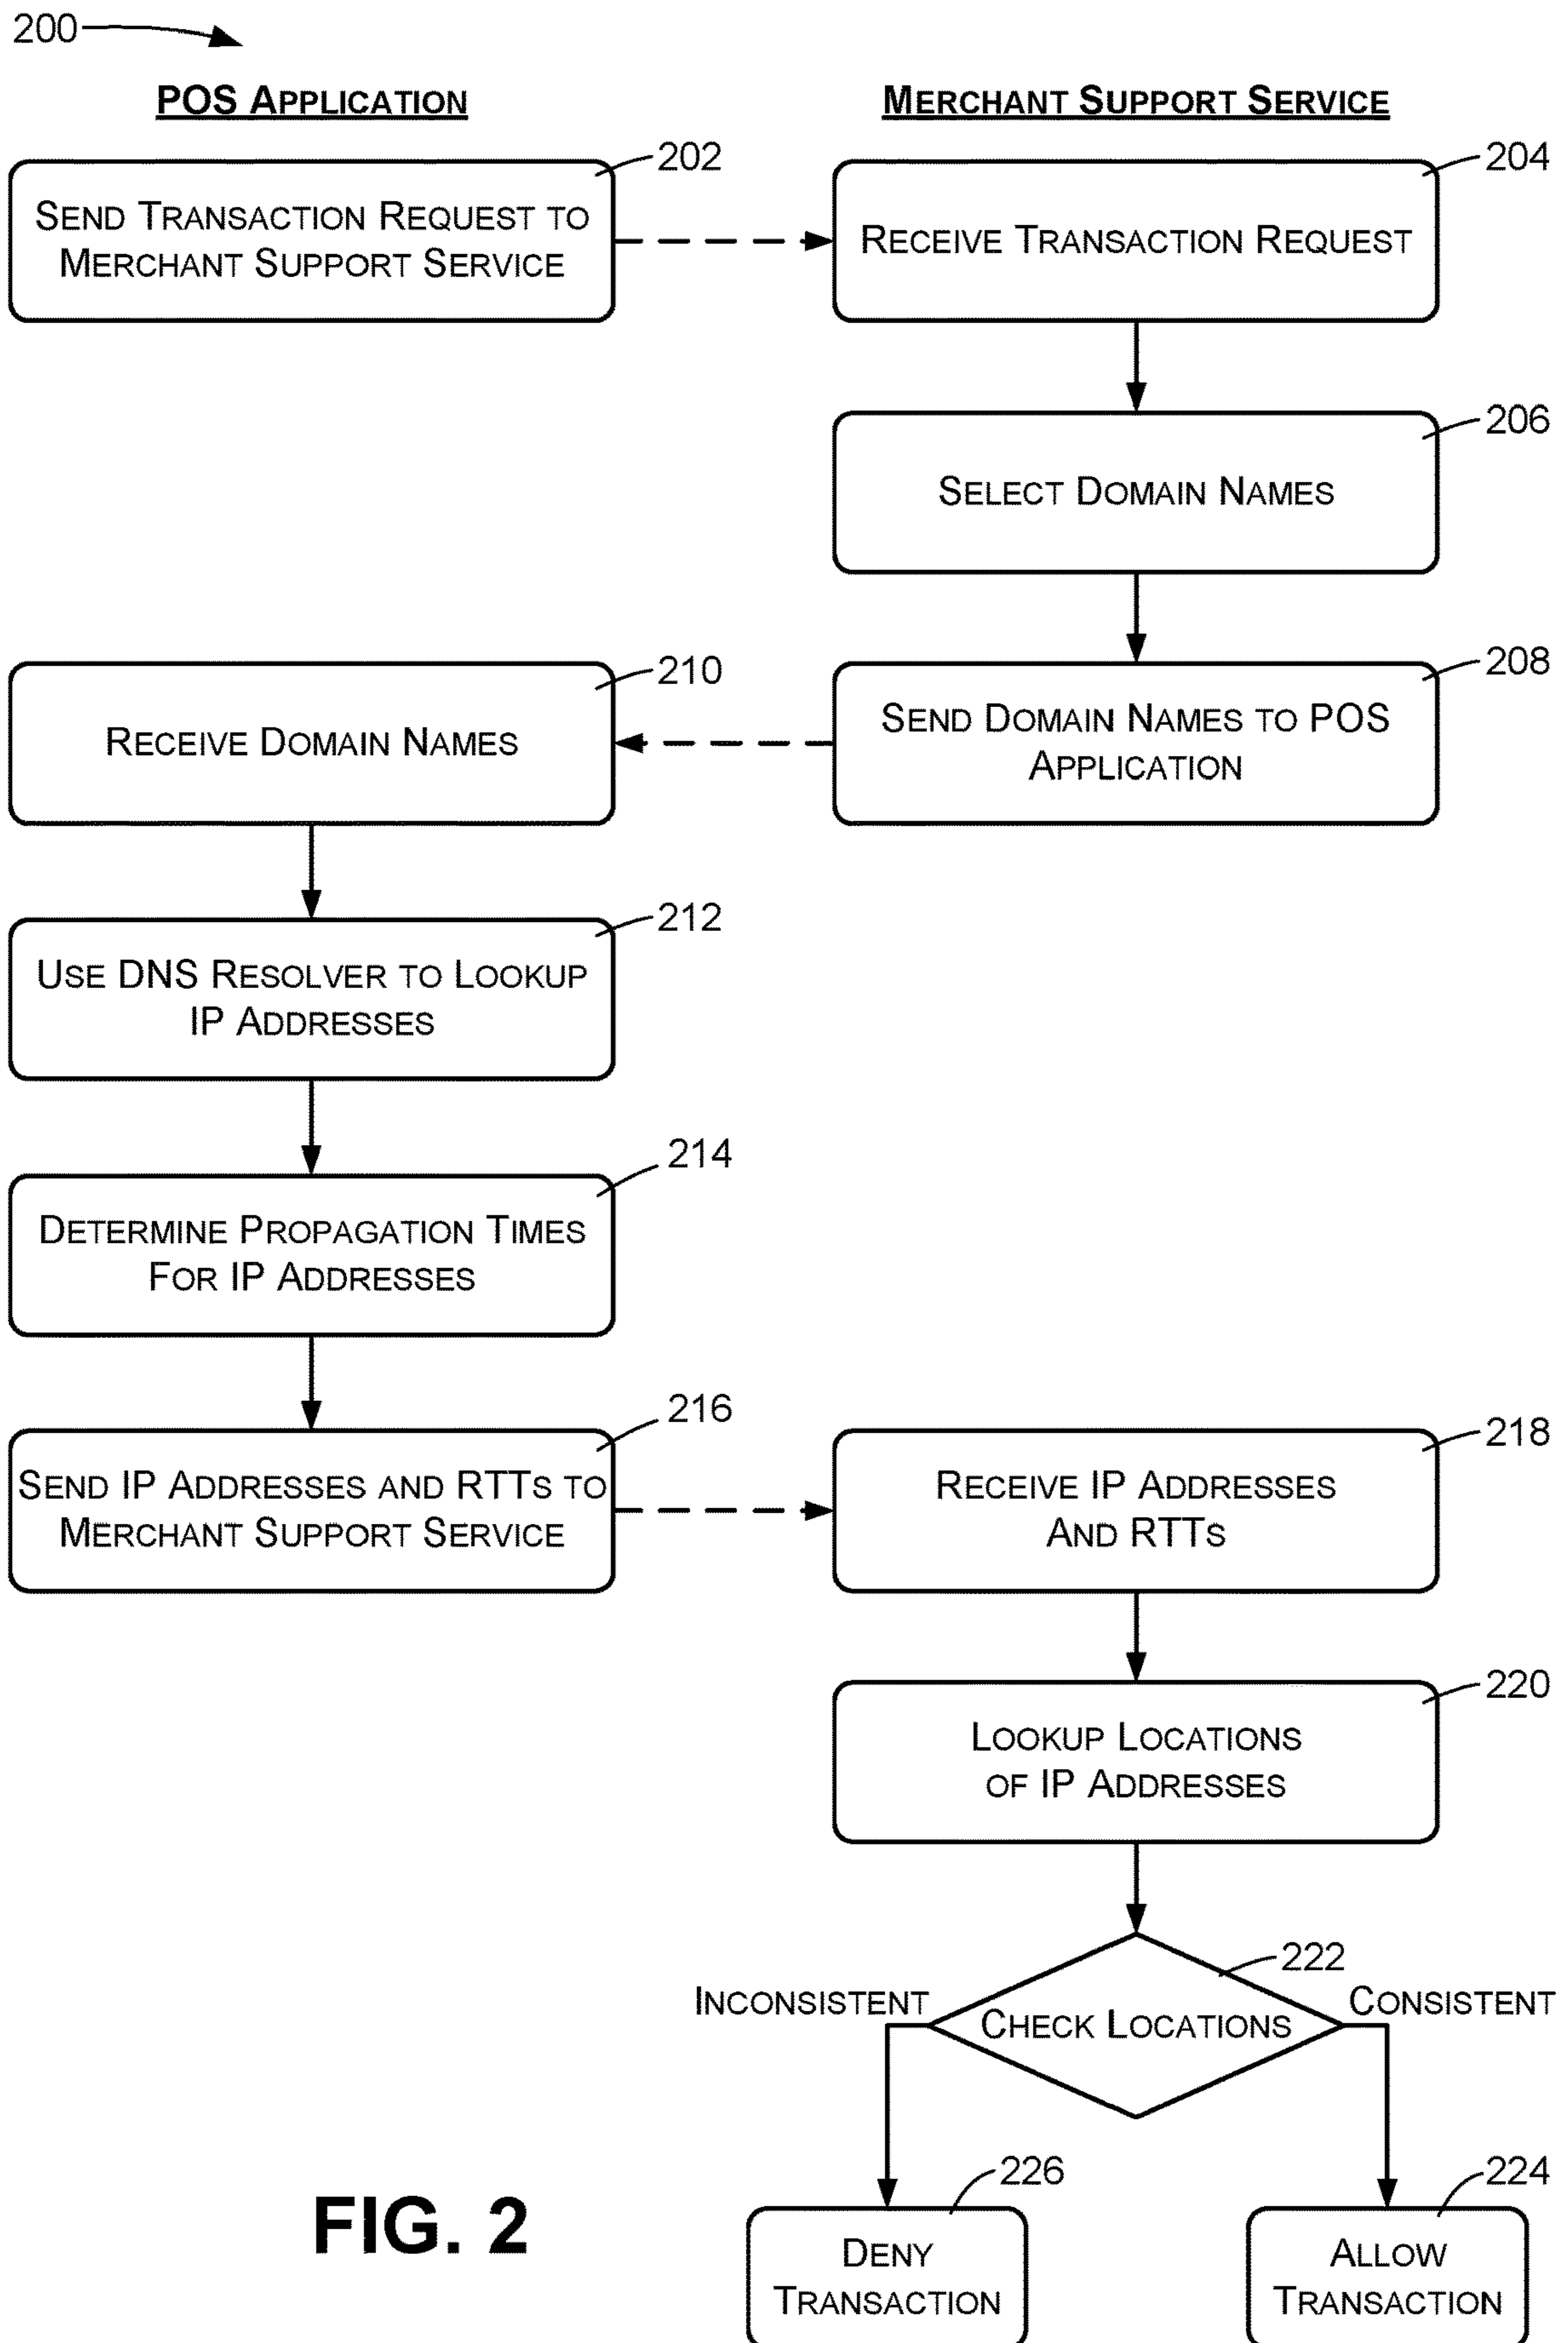 200
POS APPLICATION
MERCHANT SUPPORT SERVICE
202
SEND TRANSACTION REQUEST TO
MERCHANT SUPPORT SERVICE
204
RECEIVE TRANSACTION REQUEST
206
SELECT DOMAIN NAMES
208
SEND DOMAIN NAMES TO POS
APPLICATION
210
RECEIVE DOMAIN NAMES
212
USE DNS RESOLVER TO LOOKUP
IP ADDRESSES
214
DETERMINE PROPAGATION TIMES
FOR IP ADDRESSES
216
SEND IP ADDRESSES AND RTTS TO
MERCHANT SUPPORT SERVICE
218
RECEIVE IP ADDRESSES
AND RTTS
220
LOOKUP LOCATIONS
OF IP ADDRESSES
222
INCONSISTENT
CHECK LOCATIONS
CONSISTENT
226
DENY
TRANSACTION
224
ALLOW
TRANSACTION
FIG. 2